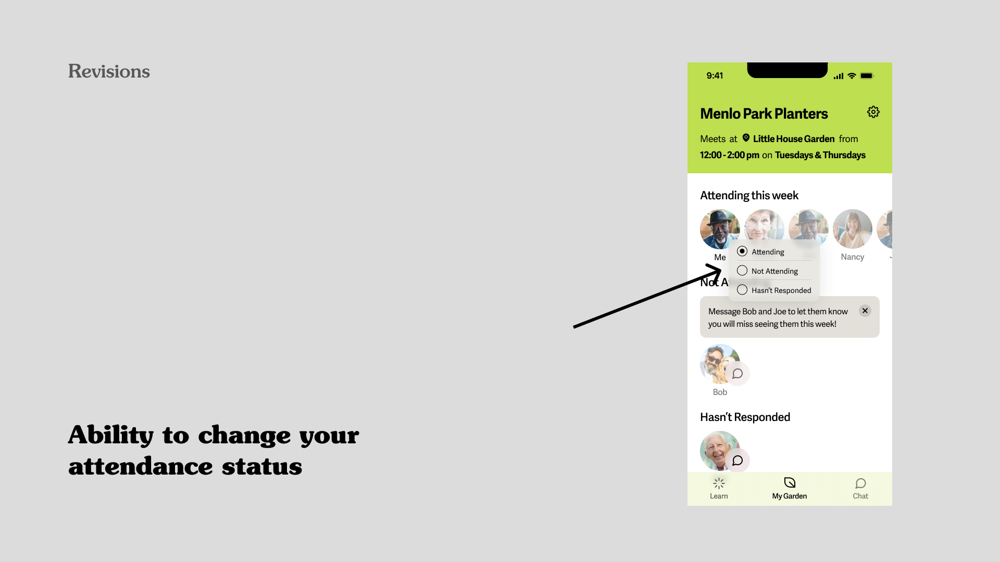 Revisions
Ability to change your
attendance status
9:41
Menlo Park Planters
Meets at Little House Garden from
12:00 - 2:00 pm on Tuesdays & Thursdays
Attending this week
Me
Nancy
Attending
Not Attending
Hasn't Responded
Not A
Message Bob and Joe to let them know
you will miss seeing them this week!
Bob
Hasn't Responded
Learn
My Garden
Chat